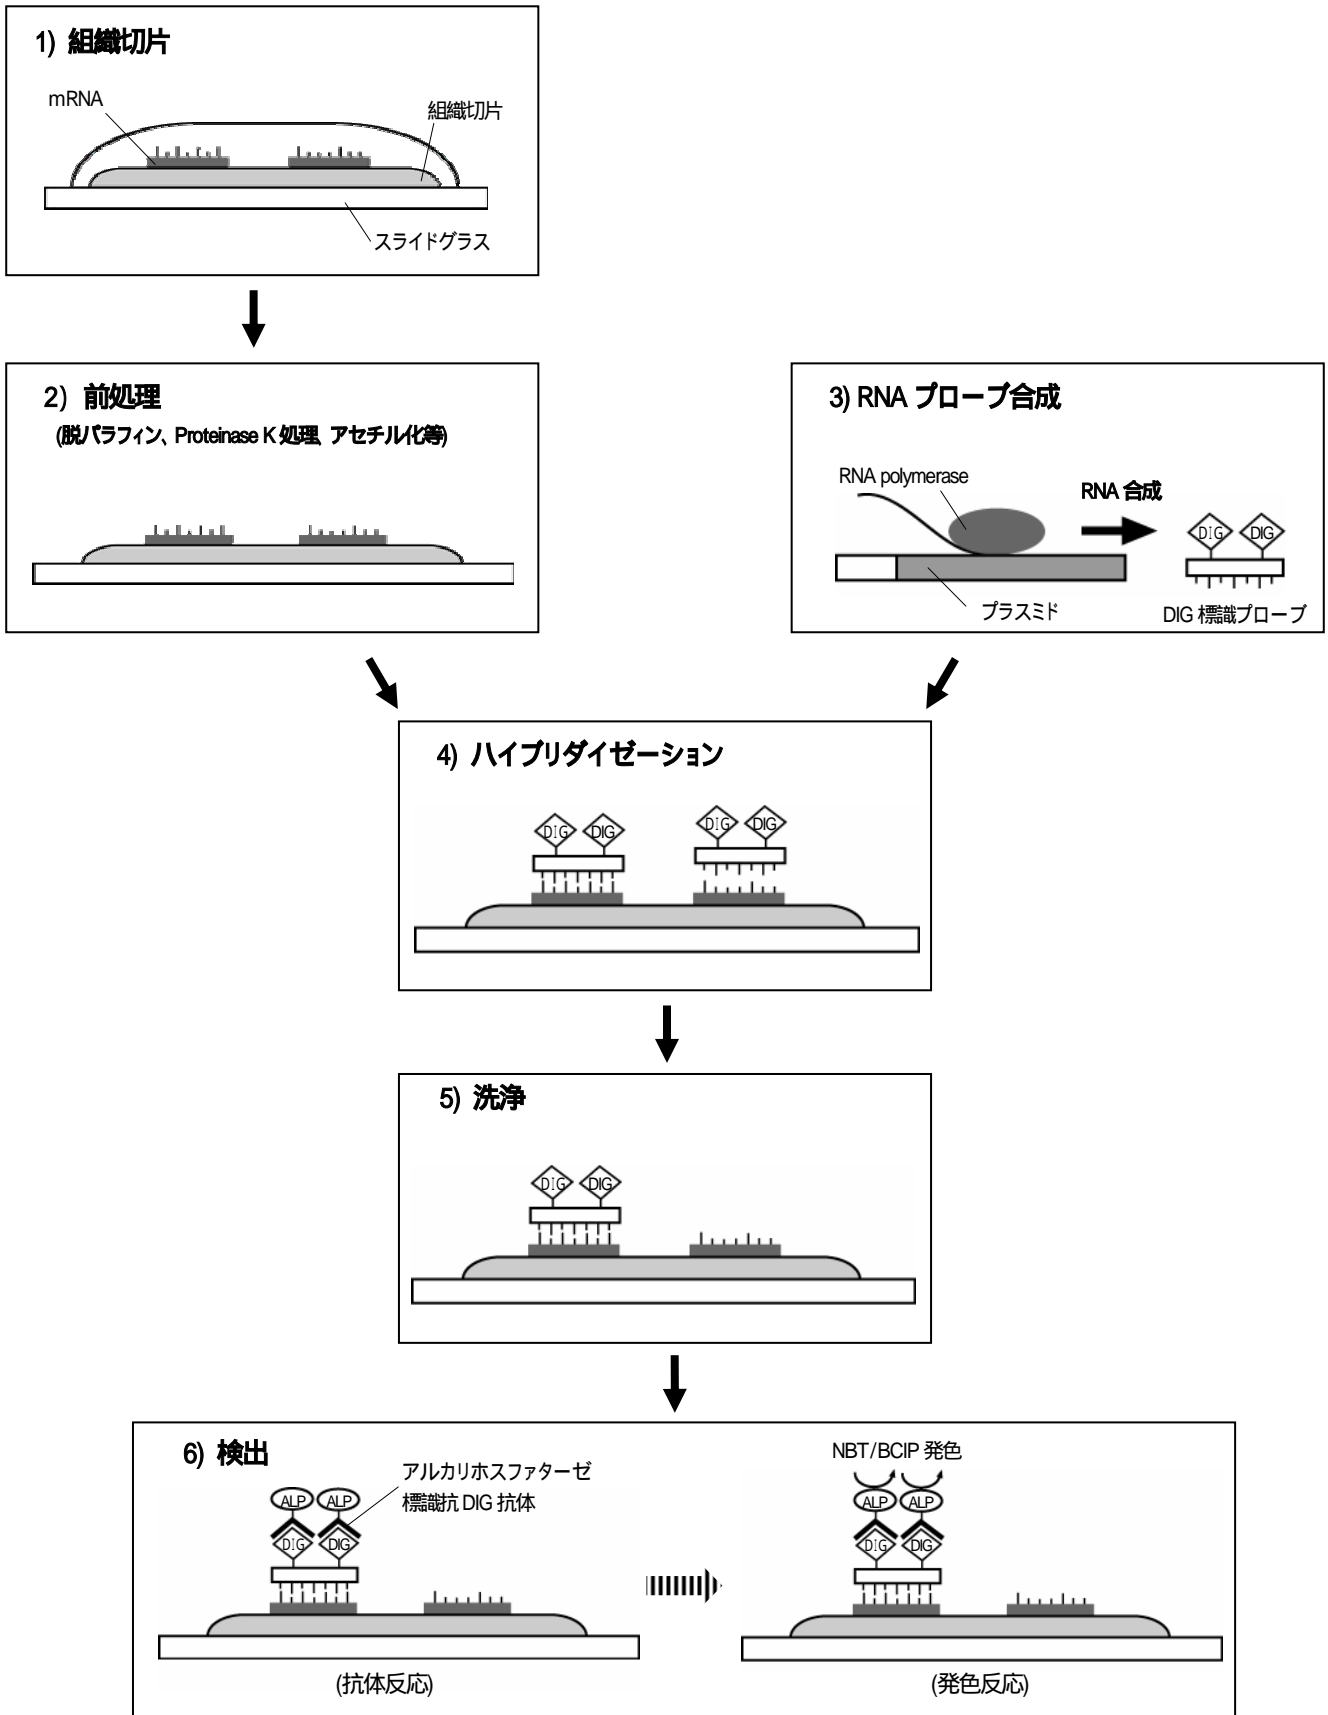 1) 組織切片
mRNA
組織切片
スライドグラス
2) 前処理
(脱パラフィン、Proteinase K 処理、アセチル化等)
3) RNA プローブ合成
RNA polymerase
RNA 合成
DIG DIG
プラスミド
DIG 標識プローブ
4) ハイブリダイゼーション
DIG DIG DIG DIG
5) 洗浄
DIG DIG
6) 検出
アルカリホスファターゼ
標識抗 DIG 抗体
ALP ALP
DIG DIG
(抗体反応)
NBT/BCIP 発色
ALP ALP
DIG DIG
(発色反応)